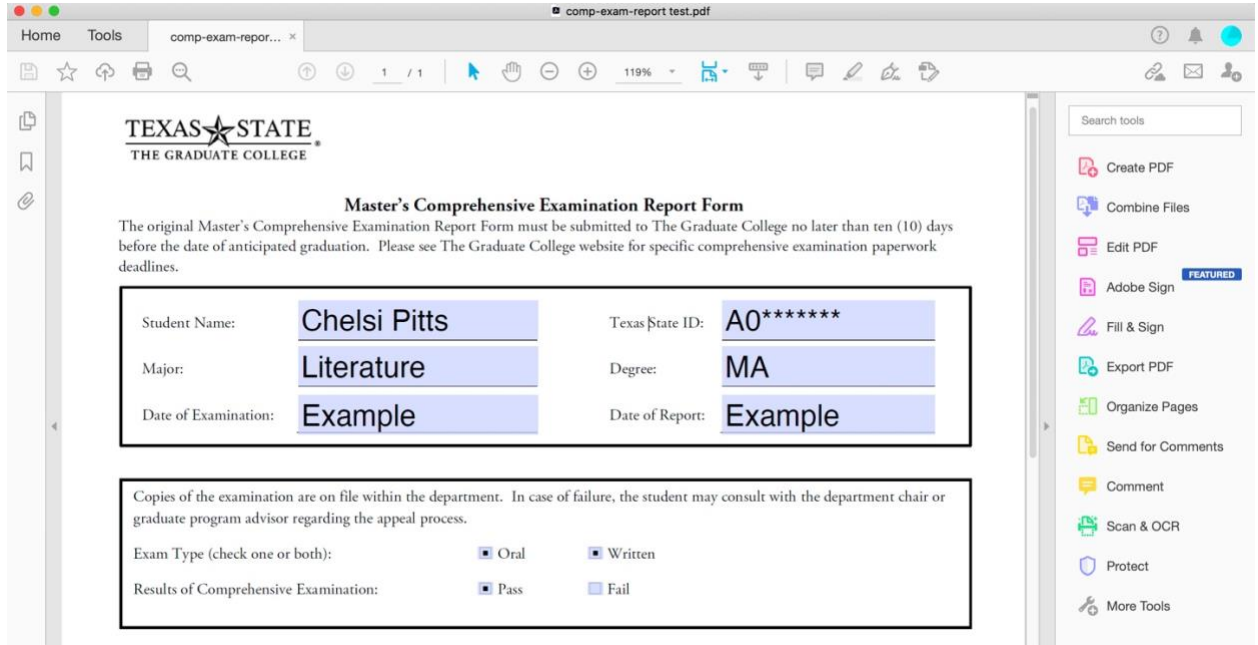 comp-exam-report test.pdf
Home Tools comp-exam-repor... ×
1 / 1 119%
TEXAS STATE®
THE GRADUATE COLLEGE
Master's Comprehensive Examination Report Form
The original Master's Comprehensive Examination Report Form must be submitted to The Graduate College no later than ten (10) days
before the date of anticipated graduation. Please see The Graduate College website for specific comprehensive examination paperwork
deadlines.
Student Name: Chelsi Pitts Texas State ID: A0*******
Major: Literature Degree: MA
Date of Examination: Example Date of Report: Example
Copies of the examination are on file within the department. In case of failure, the student may consult with the department chair or
graduate program advisor regarding the appeal process.
Exam Type (check one or both): Oral Written
Results of Comprehensive Examination: Pass Fail
Search tools
Create PDF
Combine Files
Edit PDF
FEATURED
Adobe Sign
Fill & Sign
Export PDF
Organize Pages
Send for Comments
Comment
Scan & OCR
Protect
More Tools